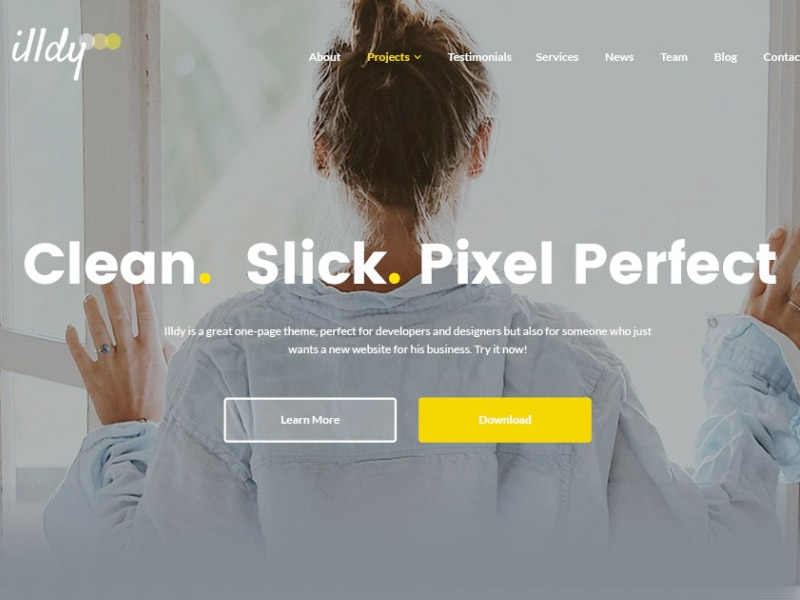 illdy
About Projects Testimonials Services News Team Blog Contac
Clean. Slick. Pixel Perfect
Illdy is a great one-page theme, perfect for developers and designers but also for someone who just
wants a new website for his business. Try it now!
Learn More Download